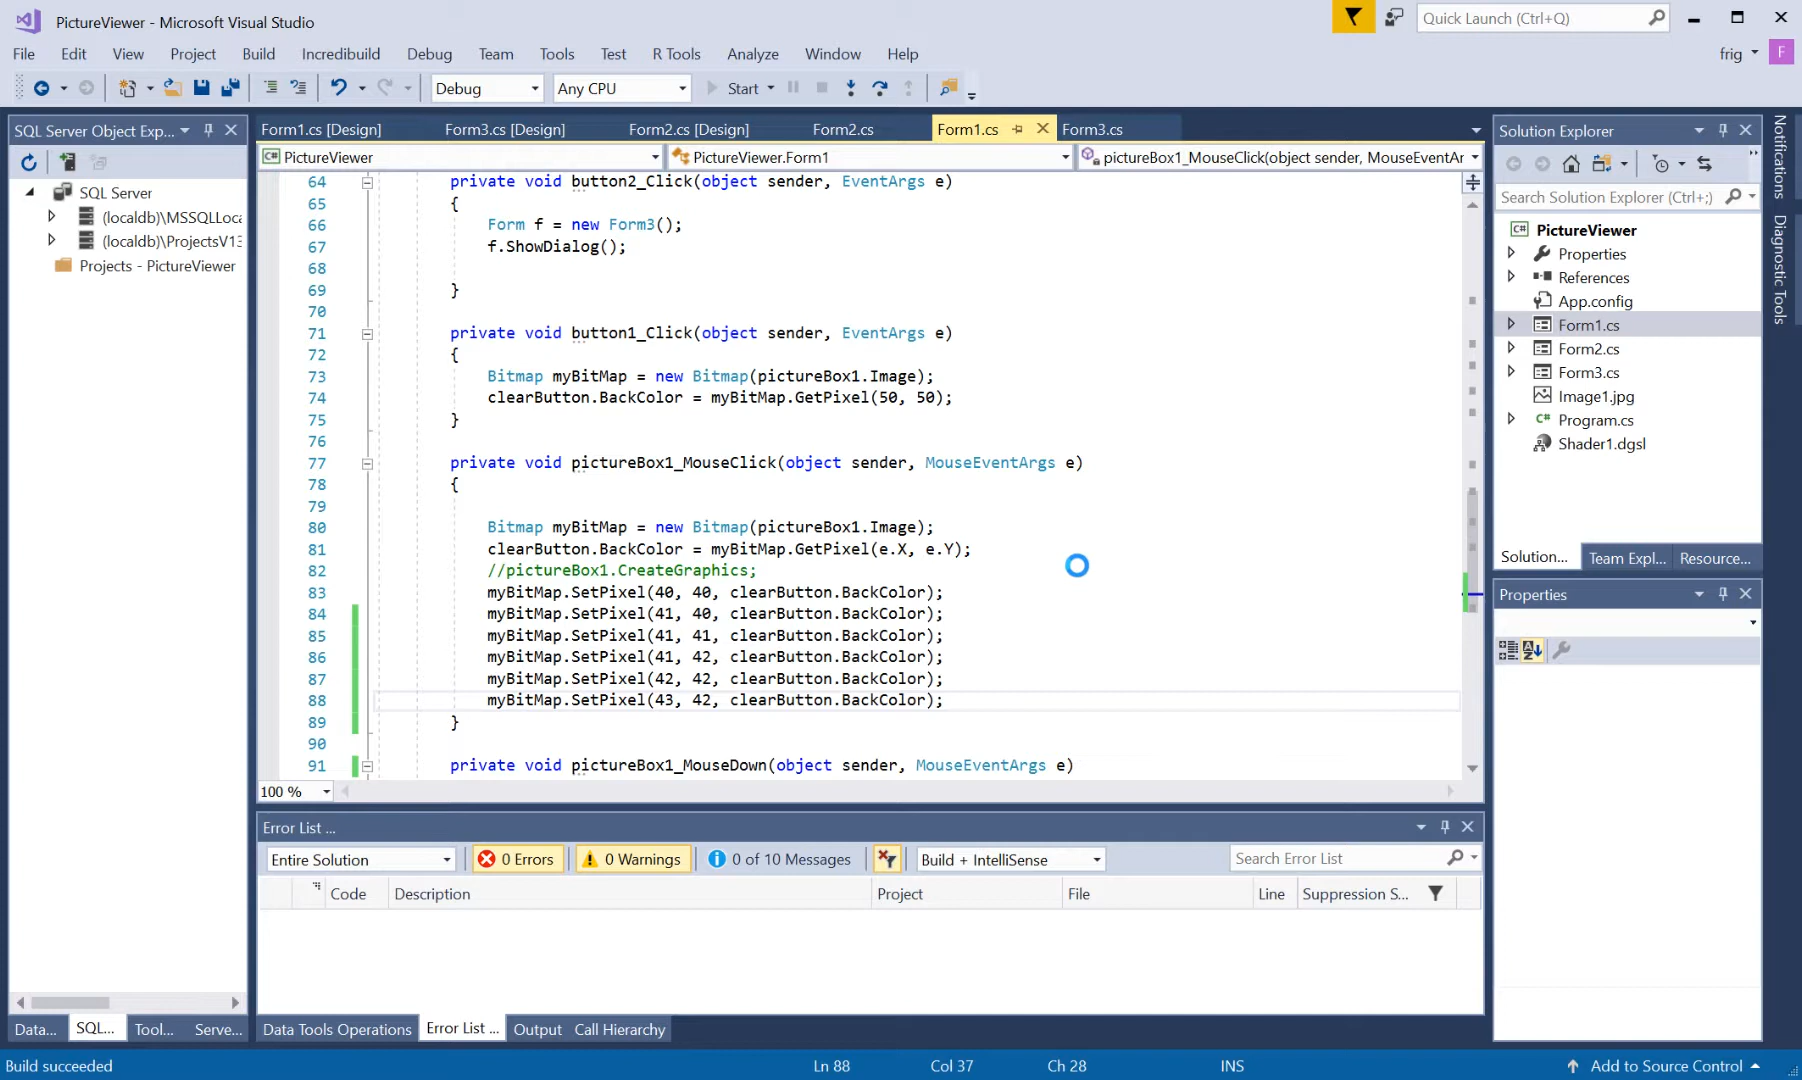 PictureViewer - Microsoft Visual Studio
Quick Launch (Ctrl+Q)
File Edit View Project Build Incredibuild Debug Team Tools Test R Tools Analyze Window Help
frig F
Debug Any CPU Start
SQL Server Object Exp...
SQL Server
(localdb)\MSSQLLoca
(localdb)\ProjectsV13
Projects - PictureViewer
Data... SQL... Tool... Serve...
Form1.cs [Design] Form3.cs [Design] Form2.cs [Design] Form2.cs Form1.cs Form3.cs
PictureViewer PictureViewer.Form1 pictureBox1_MouseClick(object sender, MouseEventAr
64 private void button2_Click(object sender, EventArgs e)
65 {
66 Form f = new Form3();
67 f.ShowDialog();
68
69 }
70
71 private void button1_Click(object sender, EventArgs e)
72 {
73 Bitmap myBitMap = new Bitmap(pictureBox1.Image);
74 clearButton.BackColor = myBitMap.GetPixel(50, 50);
75 }
76
77 private void pictureBox1_MouseClick(object sender, MouseEventArgs e)
78 {
79
80 Bitmap myBitMap = new Bitmap(pictureBox1.Image);
81 clearButton.BackColor = myBitMap.GetPixel(e.X, e.Y);
82 //pictureBox1.CreateGraphics;
83 myBitMap.SetPixel(40, 40, clearButton.BackColor);
84 myBitMap.SetPixel(41, 40, clearButton.BackColor);
85 myBitMap.SetPixel(41, 41, clearButton.BackColor);
86 myBitMap.SetPixel(41, 42, clearButton.BackColor);
87 myBitMap.SetPixel(42, 42, clearButton.BackColor);
88 myBitMap.SetPixel(43, 42, clearButton.BackColor);
89 }
90
91 private void pictureBox1_MouseDown(object sender, MouseEventArgs e)
100 %
Error List ...
Entire Solution 0 Errors 0 Warnings 0 of 10 Messages Build + IntelliSense Search Error List
Code Description Project File Line Suppression S...
Data Tools Operations Error List ... Output Call Hierarchy
Solution Explorer
Search Solution Explorer (Ctrl+;)
PictureViewer
Properties
References
App.config
Form1.cs
Form2.cs
Form3.cs
Image1.jpg
Program.cs
Shader1.dgsl
Solution... Team Expl... Resource...
Properties
Notifications
Diagnostic Tools
Build succeeded Ln 88 Col 37 Ch 28 INS Add to Source Control